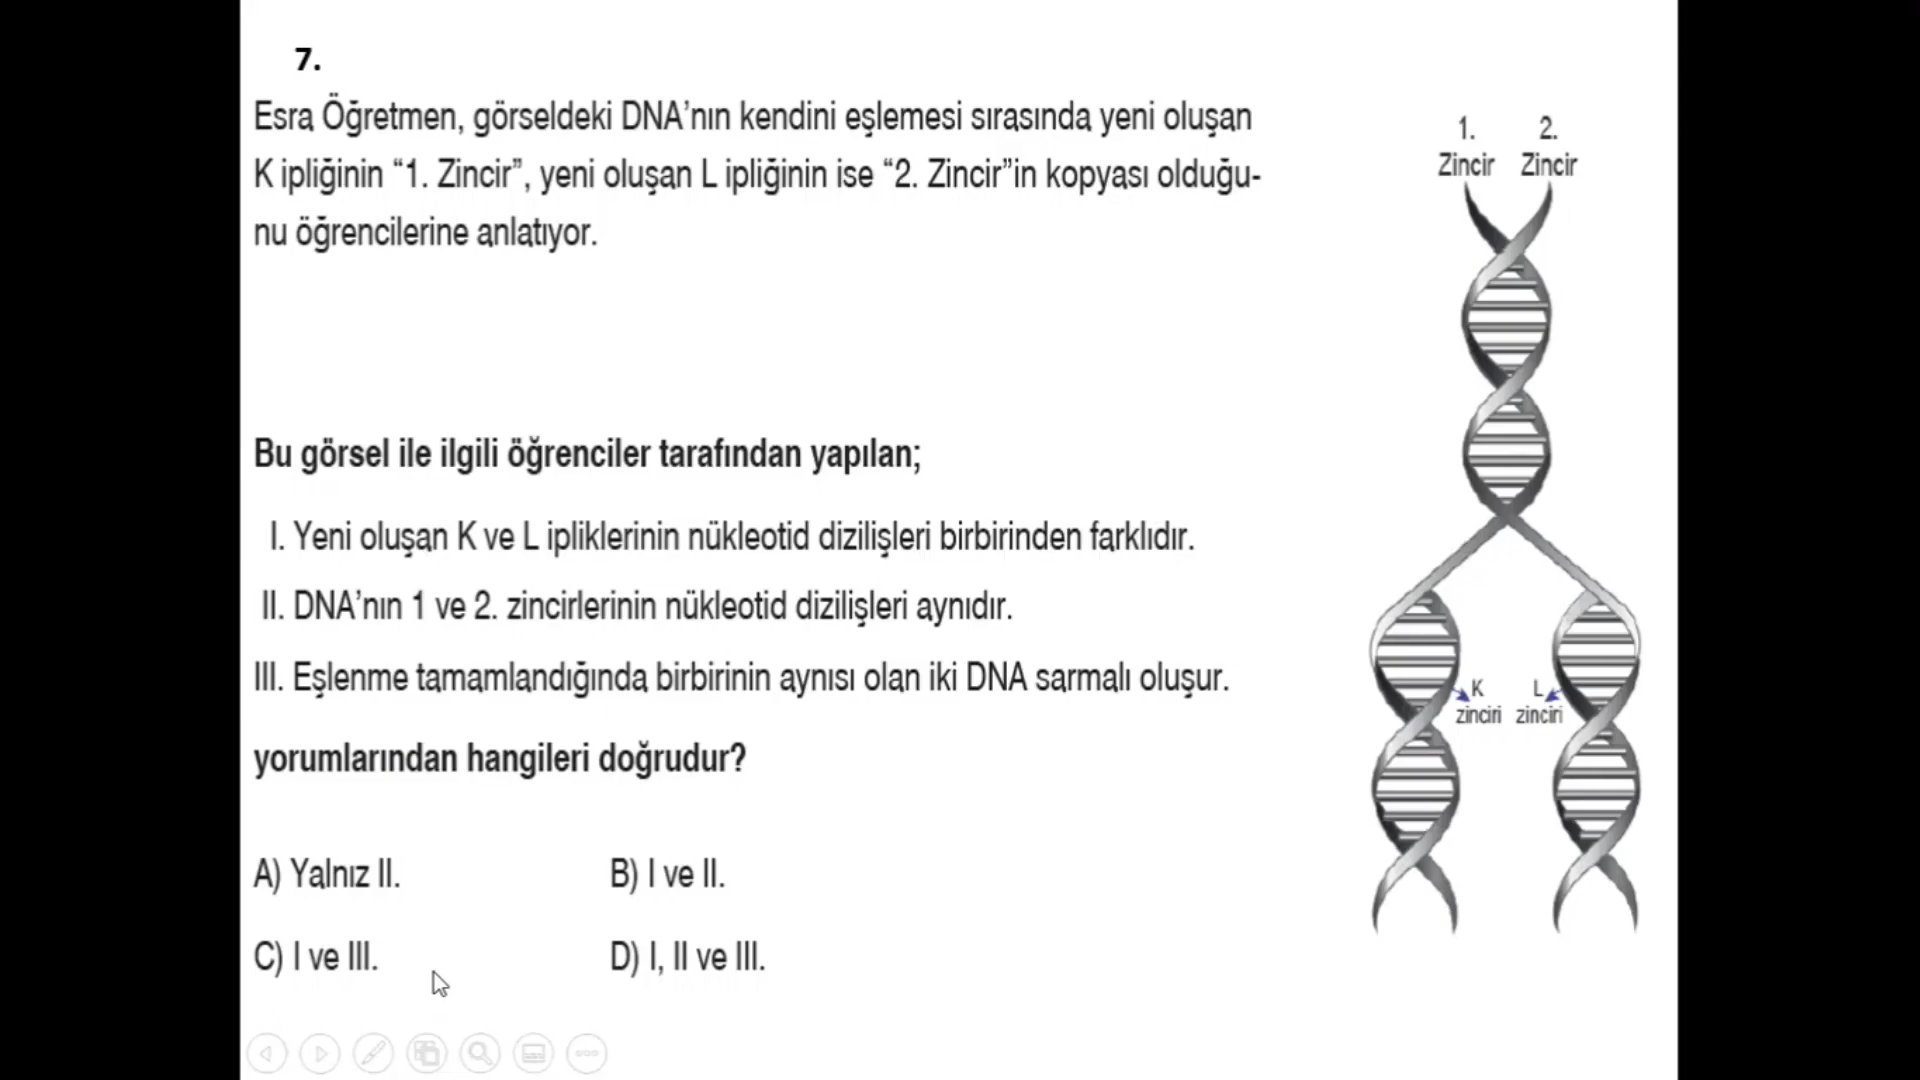 7.
Esra Öğretmen, görseldeki DNA'nın kendini eşlemesi sırasında yeni oluşan
K ipliğinin “1. Zincir”, yeni oluşan L ipliğinin ise “2. Zincir”in kopyası olduğu-
nu öğrencilerine anlatıyor.
Bu görsel ile ilgili öğrenciler tarafından yapılan;
I. Yeni oluşan K ve L ipliklerinin nükleotid dizilişleri birbirinden farklıdır.
II. DNA'nın 1 ve 2. zincirlerinin nükleotid dizilişleri aynıdır.
III. Eşlenme tamamlandığında birbirinin aynısı olan iki DNA sarmalı oluşur.
yorumlarından hangileri doğrudur?
A) Yalnız II. B) I ve II.
C) I ve III. D) I, II ve III.
1. 2.
Zincir Zincir
K L
zinciri zinciri